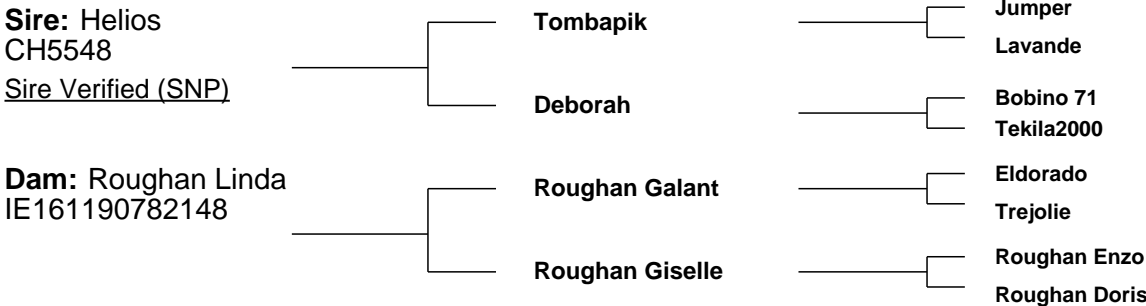 Sire: Helios
CH5548
Sire Verified (SNP)
Tombapik
Deborah
Jumper
Lavande
Bobino 71
Tekila2000
Dam: Roughan Linda
IE161190782148
Roughan Galant
Roughan Giselle
Eldorado
Trejolie
Roughan Enzo
Roughan Doris